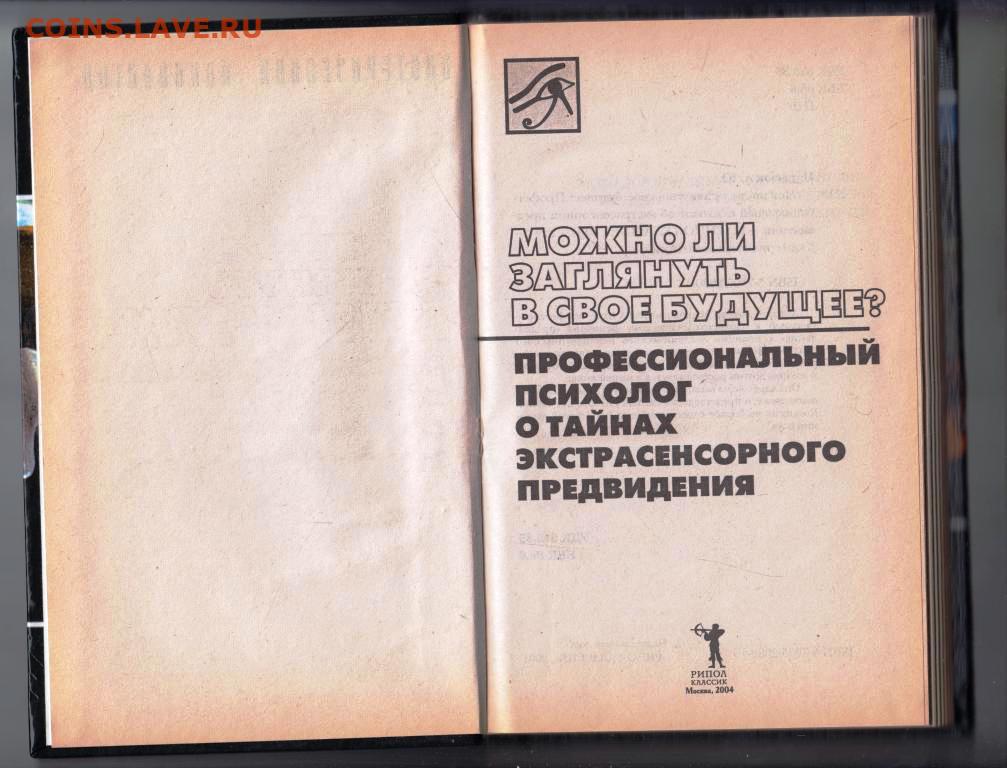 COINS.LAVE.RU
МОЖНО ЛИ
ЗАГЛЯНУТЬ
В СВОЕ БУДУЩЕЕ?
ПРОФЕССИОНАЛЬНЫЙ
ПСИХОЛОГ
О ТАЙНАХ
ЭКСТРАСЕНСОРНОГО
ПРЕДВИДЕНИЯ
РИПОЛ
КЛАССИК
Москва, 2004